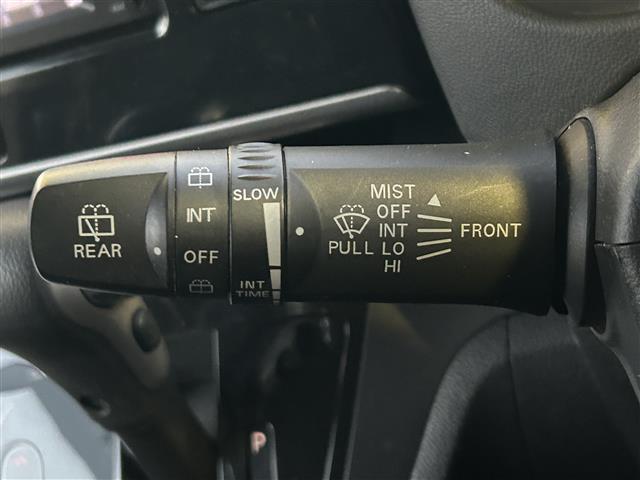 REAR
INT
OFF
SLOW
INT
TIME
MIST
OFF
INT
LO
HI
PULL
FRONT
P